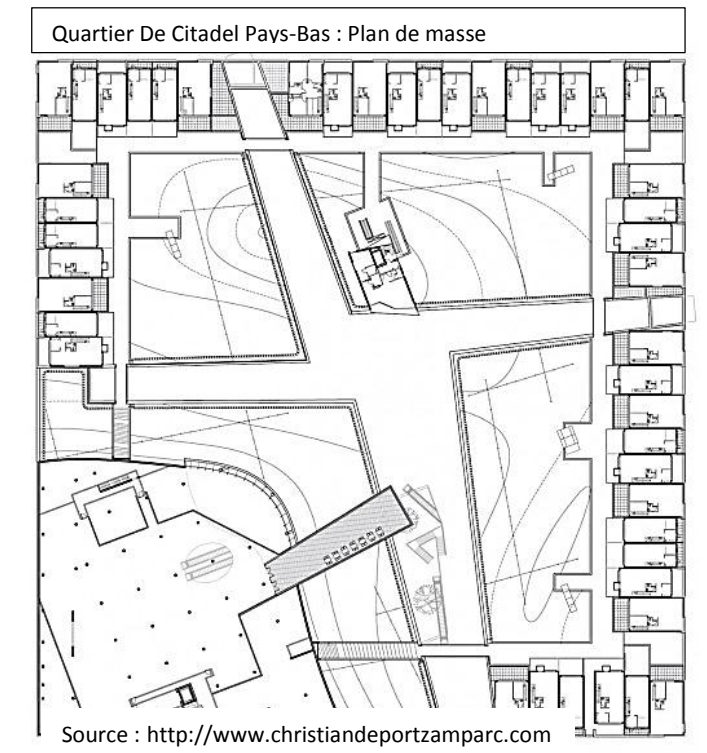 Quartier De Citadel Pays-Bas : Plan de masse
Source : http://www.christiandeportzamparc.com